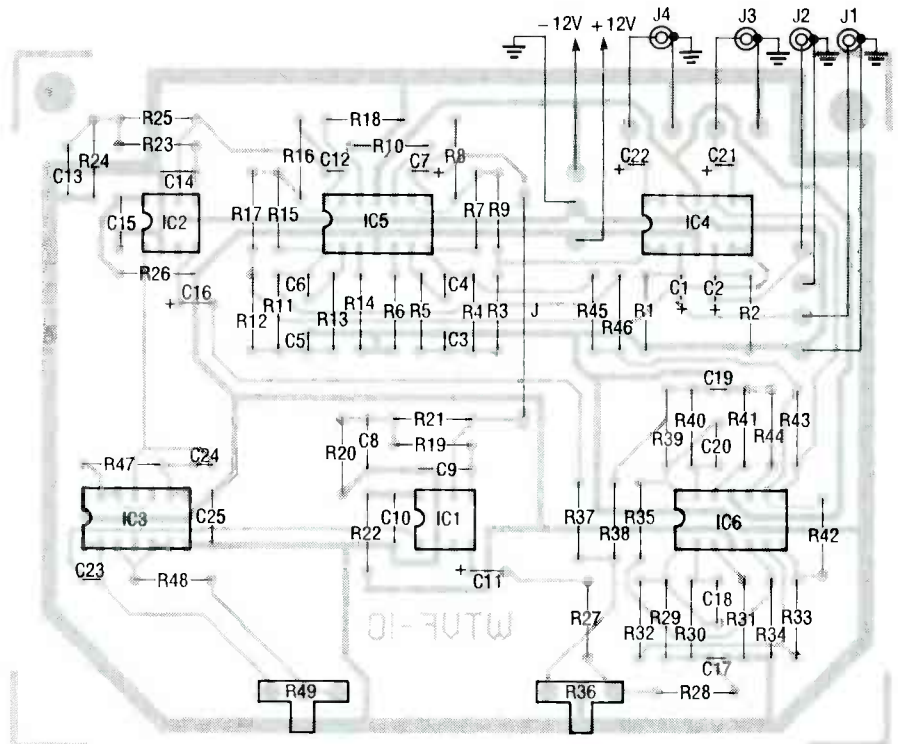 -12V +12V J4 J3 J2 J1
R25 R18
R23 R10
R24 R16 C12 C7 + R8 C22 + C21 +
C13 C14
C15 IC2 R17 R15 IC5 R7 R9 IC4
R26
C16 + R12 R11 C6 C5 R13 R14 R6 R5 C4 C3 R4 R3 J R45 R46 R1 C1 + C2 + R2
C19
R21
R20 C8 R19 R39 R40 C20 R41 R44 R43
R47 C24 C9
IC3 C25 R22 C10 IC1 R37 R38 R35 IC6 R42
C23 R48 + C11
R27 R32 R29 R30 C18 R31 R34 R33
WTVF-IC
C17
R49 R36 R28